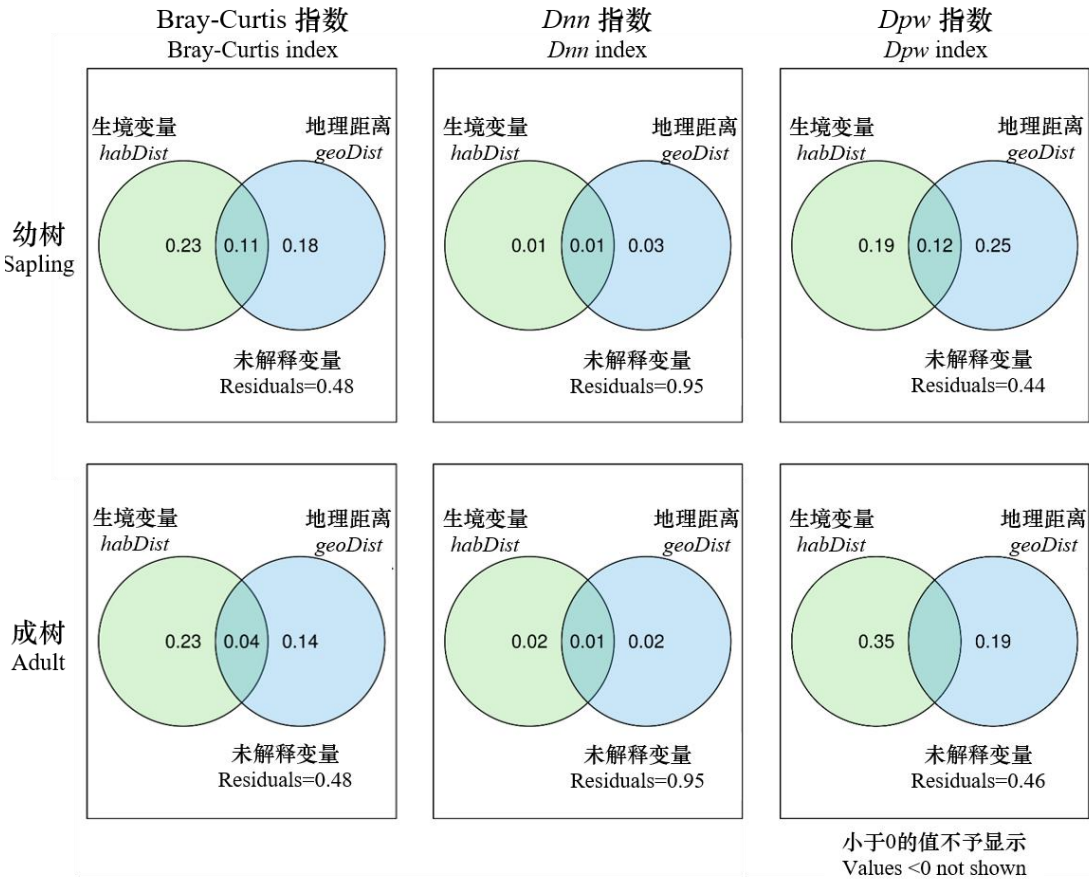 Bray-Curtis 指数
Bray-Curtis index
Dnn 指数
Dnn index
Dpw 指数
Dpw index
幼树
Sapling
生境变量
habDist
地理距离
geoDist
0.23
0.11
0.18
未解释变量
Residuals=0.48
生境变量
habDist
地理距离
geoDist
0.01
0.01
0.03
未解释变量
Residuals=0.95
生境变量
habDist
地理距离
geoDist
0.19
0.12
0.25
未解释变量
Residuals=0.44
成树
Adult
生境变量
habDist
地理距离
geoDist
0.23
0.04
0.14
未解释变量
Residuals=0.48
生境变量
habDist
地理距离
geoDist
0.02
0.01
0.02
未解释变量
Residuals=0.95
生境变量
habDist
地理距离
geoDist
0.35
0.19
未解释变量
Residuals=0.46
小于0的值不予显示
Values <0 not shown